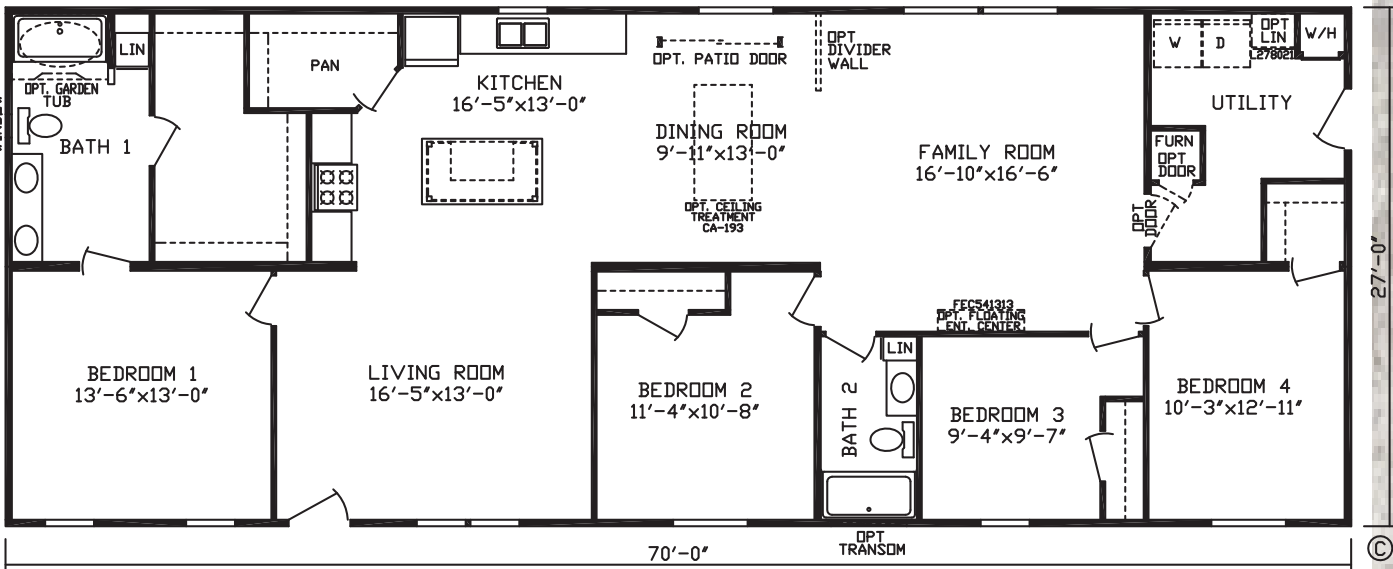 LIN
OPT. GARDEN
TUB
BATH 1
PAN
KITCHEN
16'-5"x13'-0"
OPT. PATIO DOOR
OPT
DIVIDER
WALL
DINING ROOM
9'-11"x13'-0"
OPT. CEILING
TREATMENT
CA-193
FAMILY ROOM
16'-10"x16'-6"
W
D
OPT
LIN
278021
W/H
UTILITY
FURN
OPT
DOOR
OPT
DOOR
27'-0"
BEDROOM 1
13'-6"x13'-0"
LIVING ROOM
16'-5"x13'-0"
BEDROOM 2
11'-4"x10'-8"
BATH 2
LIN
FEC541313
OPT. FLOATING
ENT. CENTER
BEDROOM 3
9'-4"x9'-7"
BEDROOM 4
10'-3"x12'-11"
OPT
TRANSOM
70'-0"
©